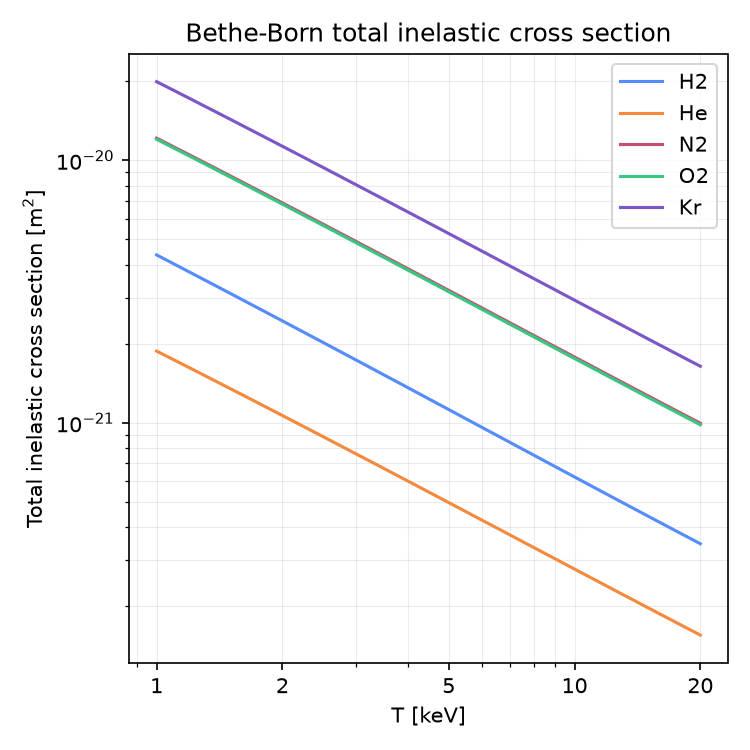 Bethe-Born total inelastic cross section
Total inelastic cross section [m²]
10⁻²⁰
10⁻²¹
H2
He
N2
O2
Kr
1 2 5 10 20
T [keV]